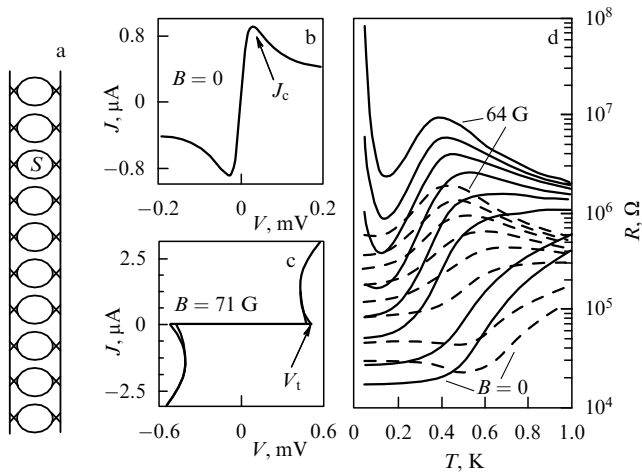 a
S
b
B = 0
J_c
J, μA
0.8
0
−0.8
−0.2
0
0.2
V, mV
c
B = 71 G
V_t
J, μA
2.5
0
−2.5
−0.6
0
0.6
V, mV
d
64 G
B = 0
R, Ω
10^8
10^7
10^6
10^5
10^4
0
0.2
0.4
0.6
0.8
1.0
T, K